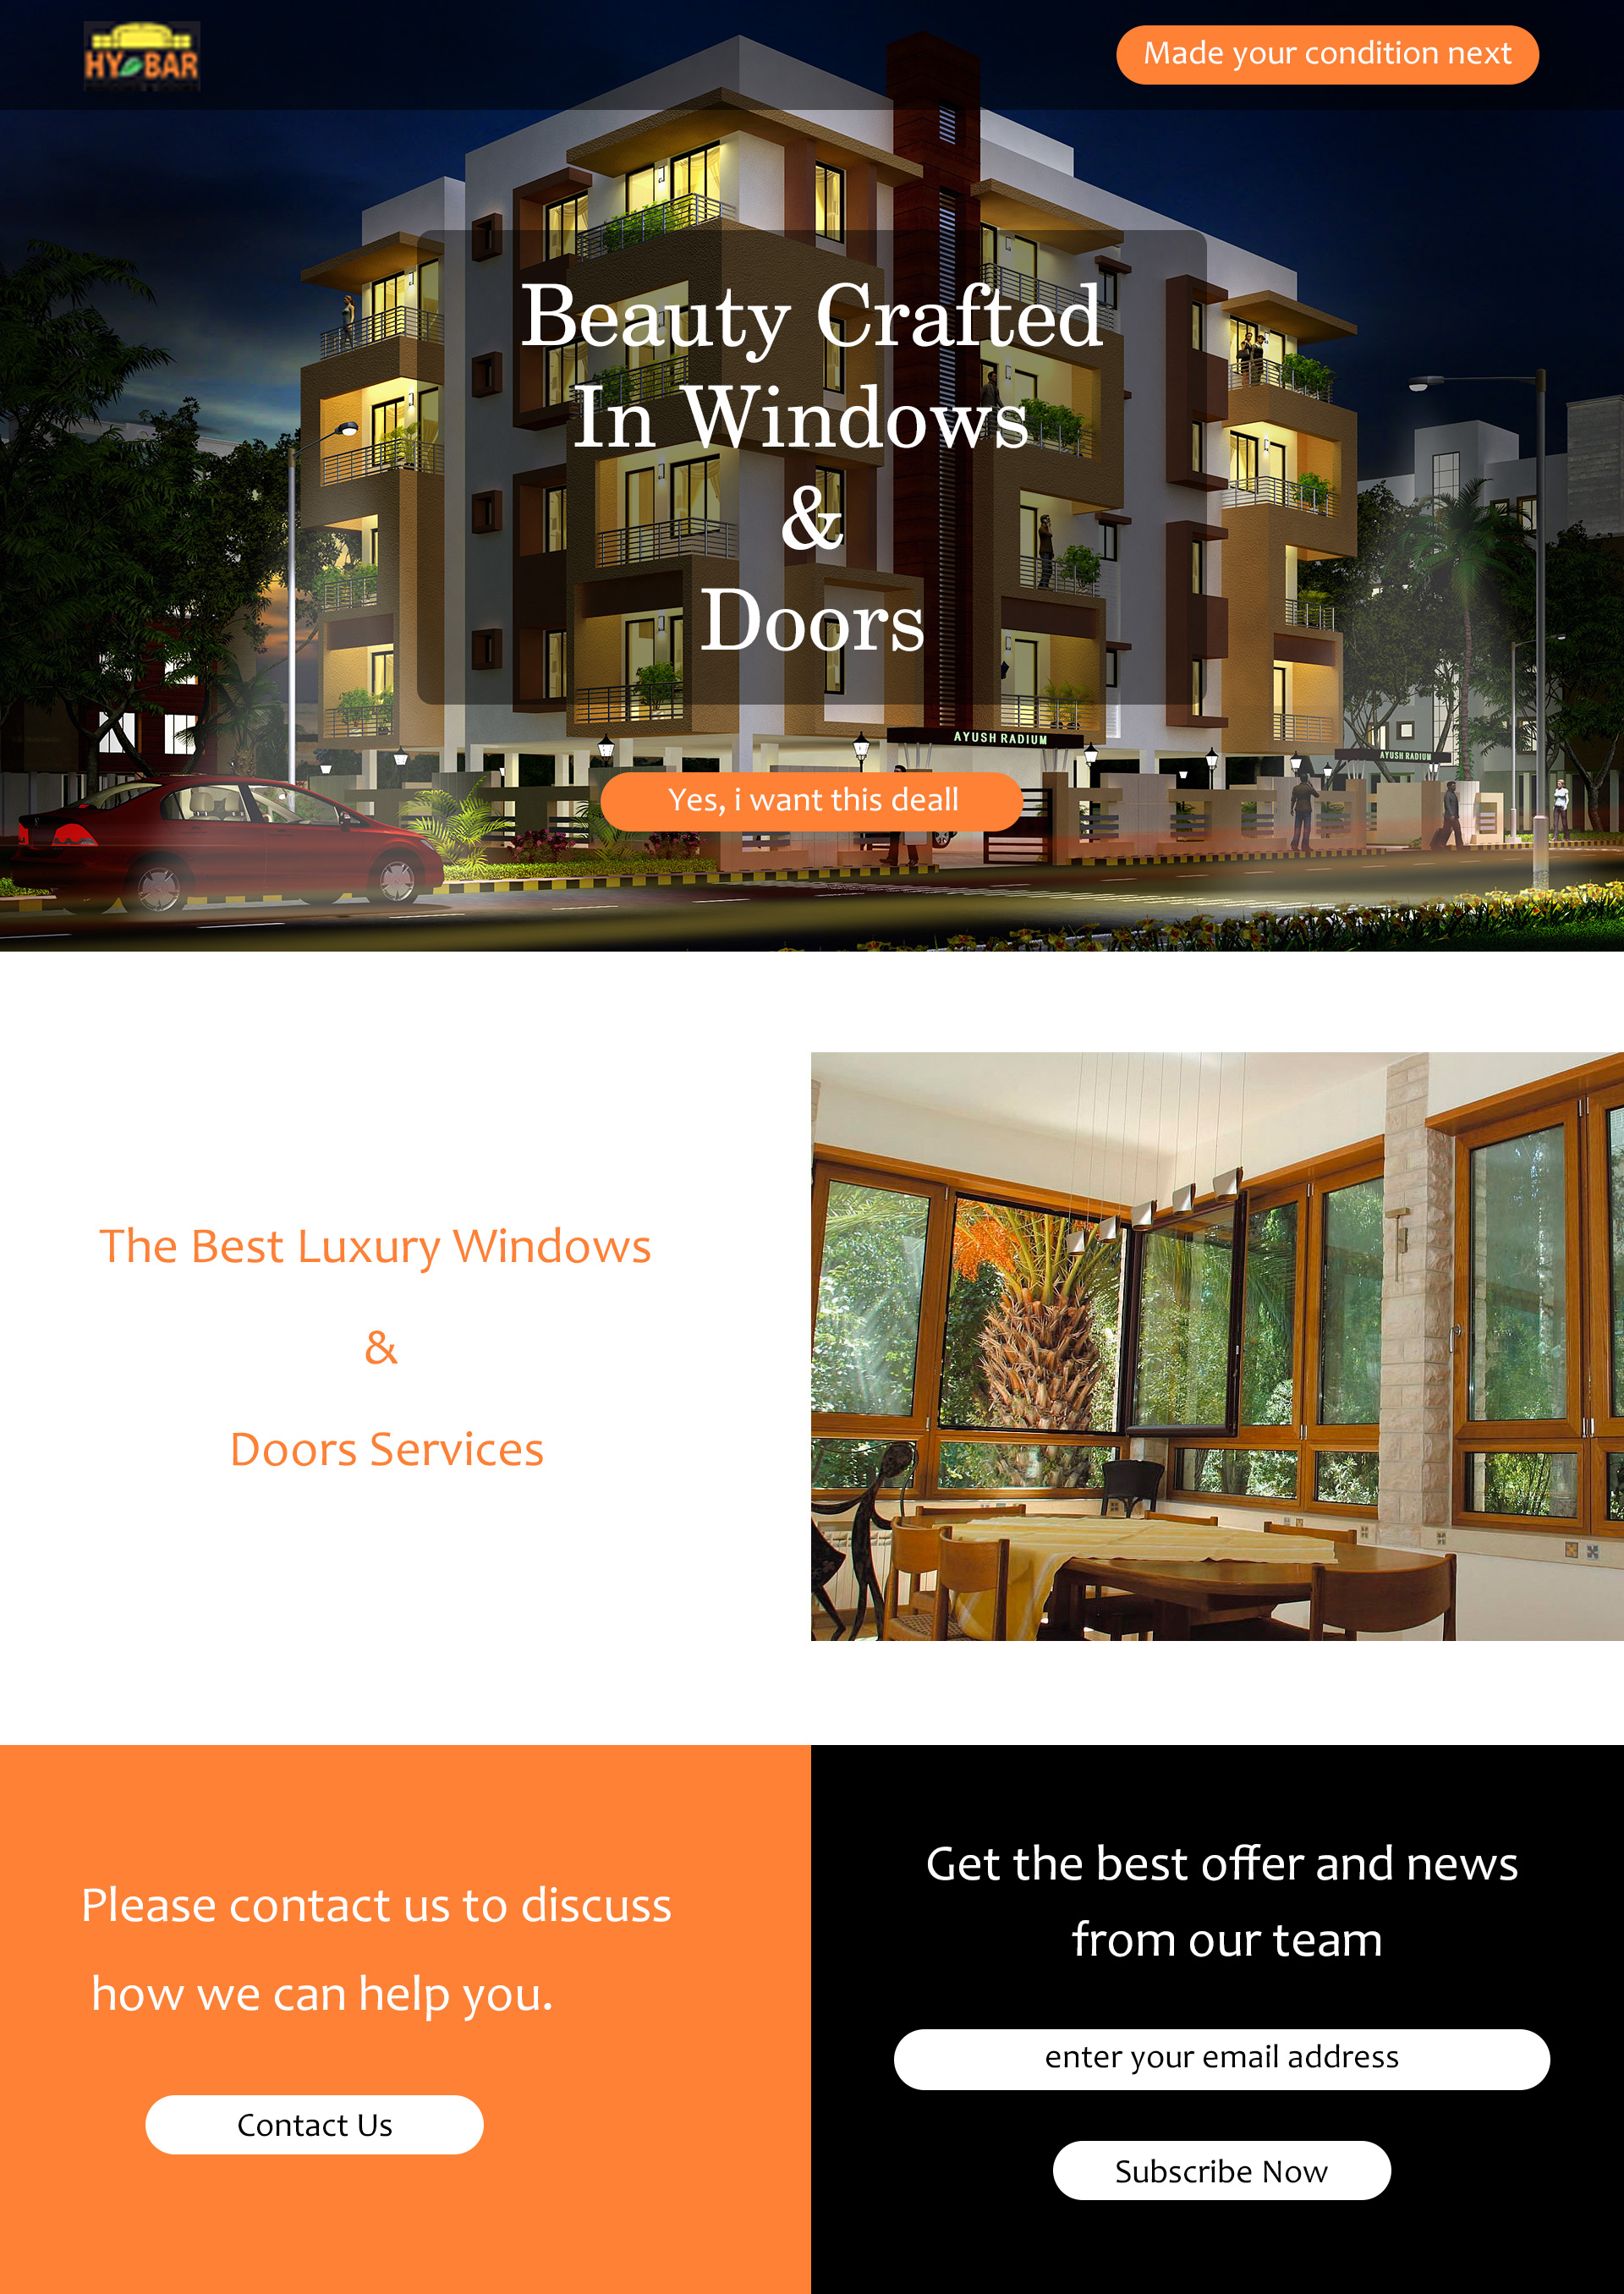 HY BAR
Made your condition next
Beauty Crafted
In Windows
&
Doors
AYUSH RADIUM
AYUSH RADIUM
Yes, i want this deall
The Best Luxury Windows
&
Doors Services
Please contact us to discuss
how we can help you.
Contact Us
Get the best offer and news
from our team
enter your email address
Subscribe Now